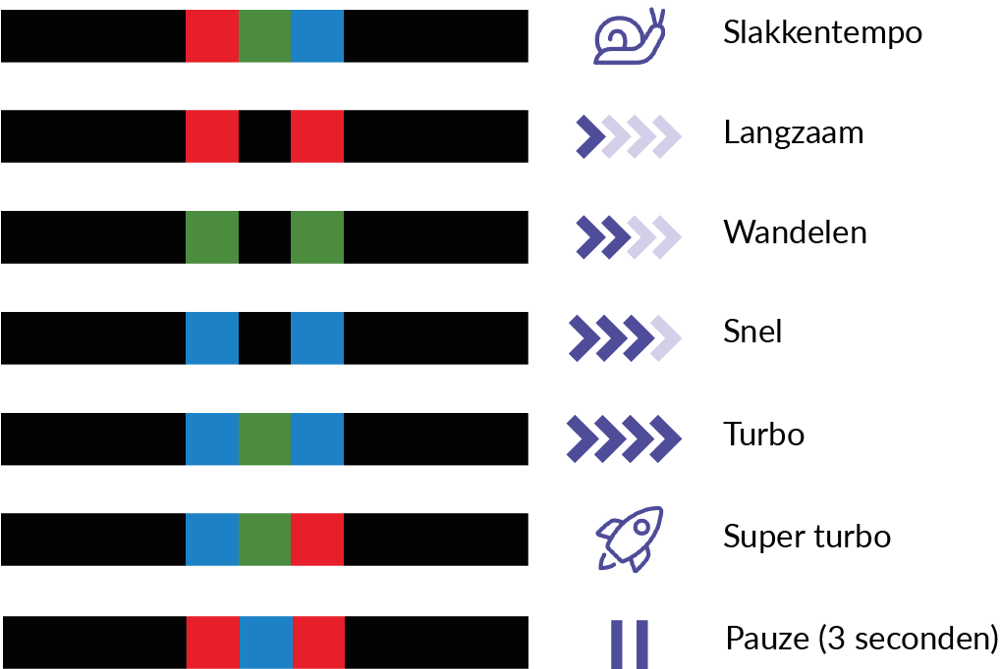 Slakkentempo
Langzaam
Wandelen
Snel
Turbo
Super turbo
Pauze (3 seconden)